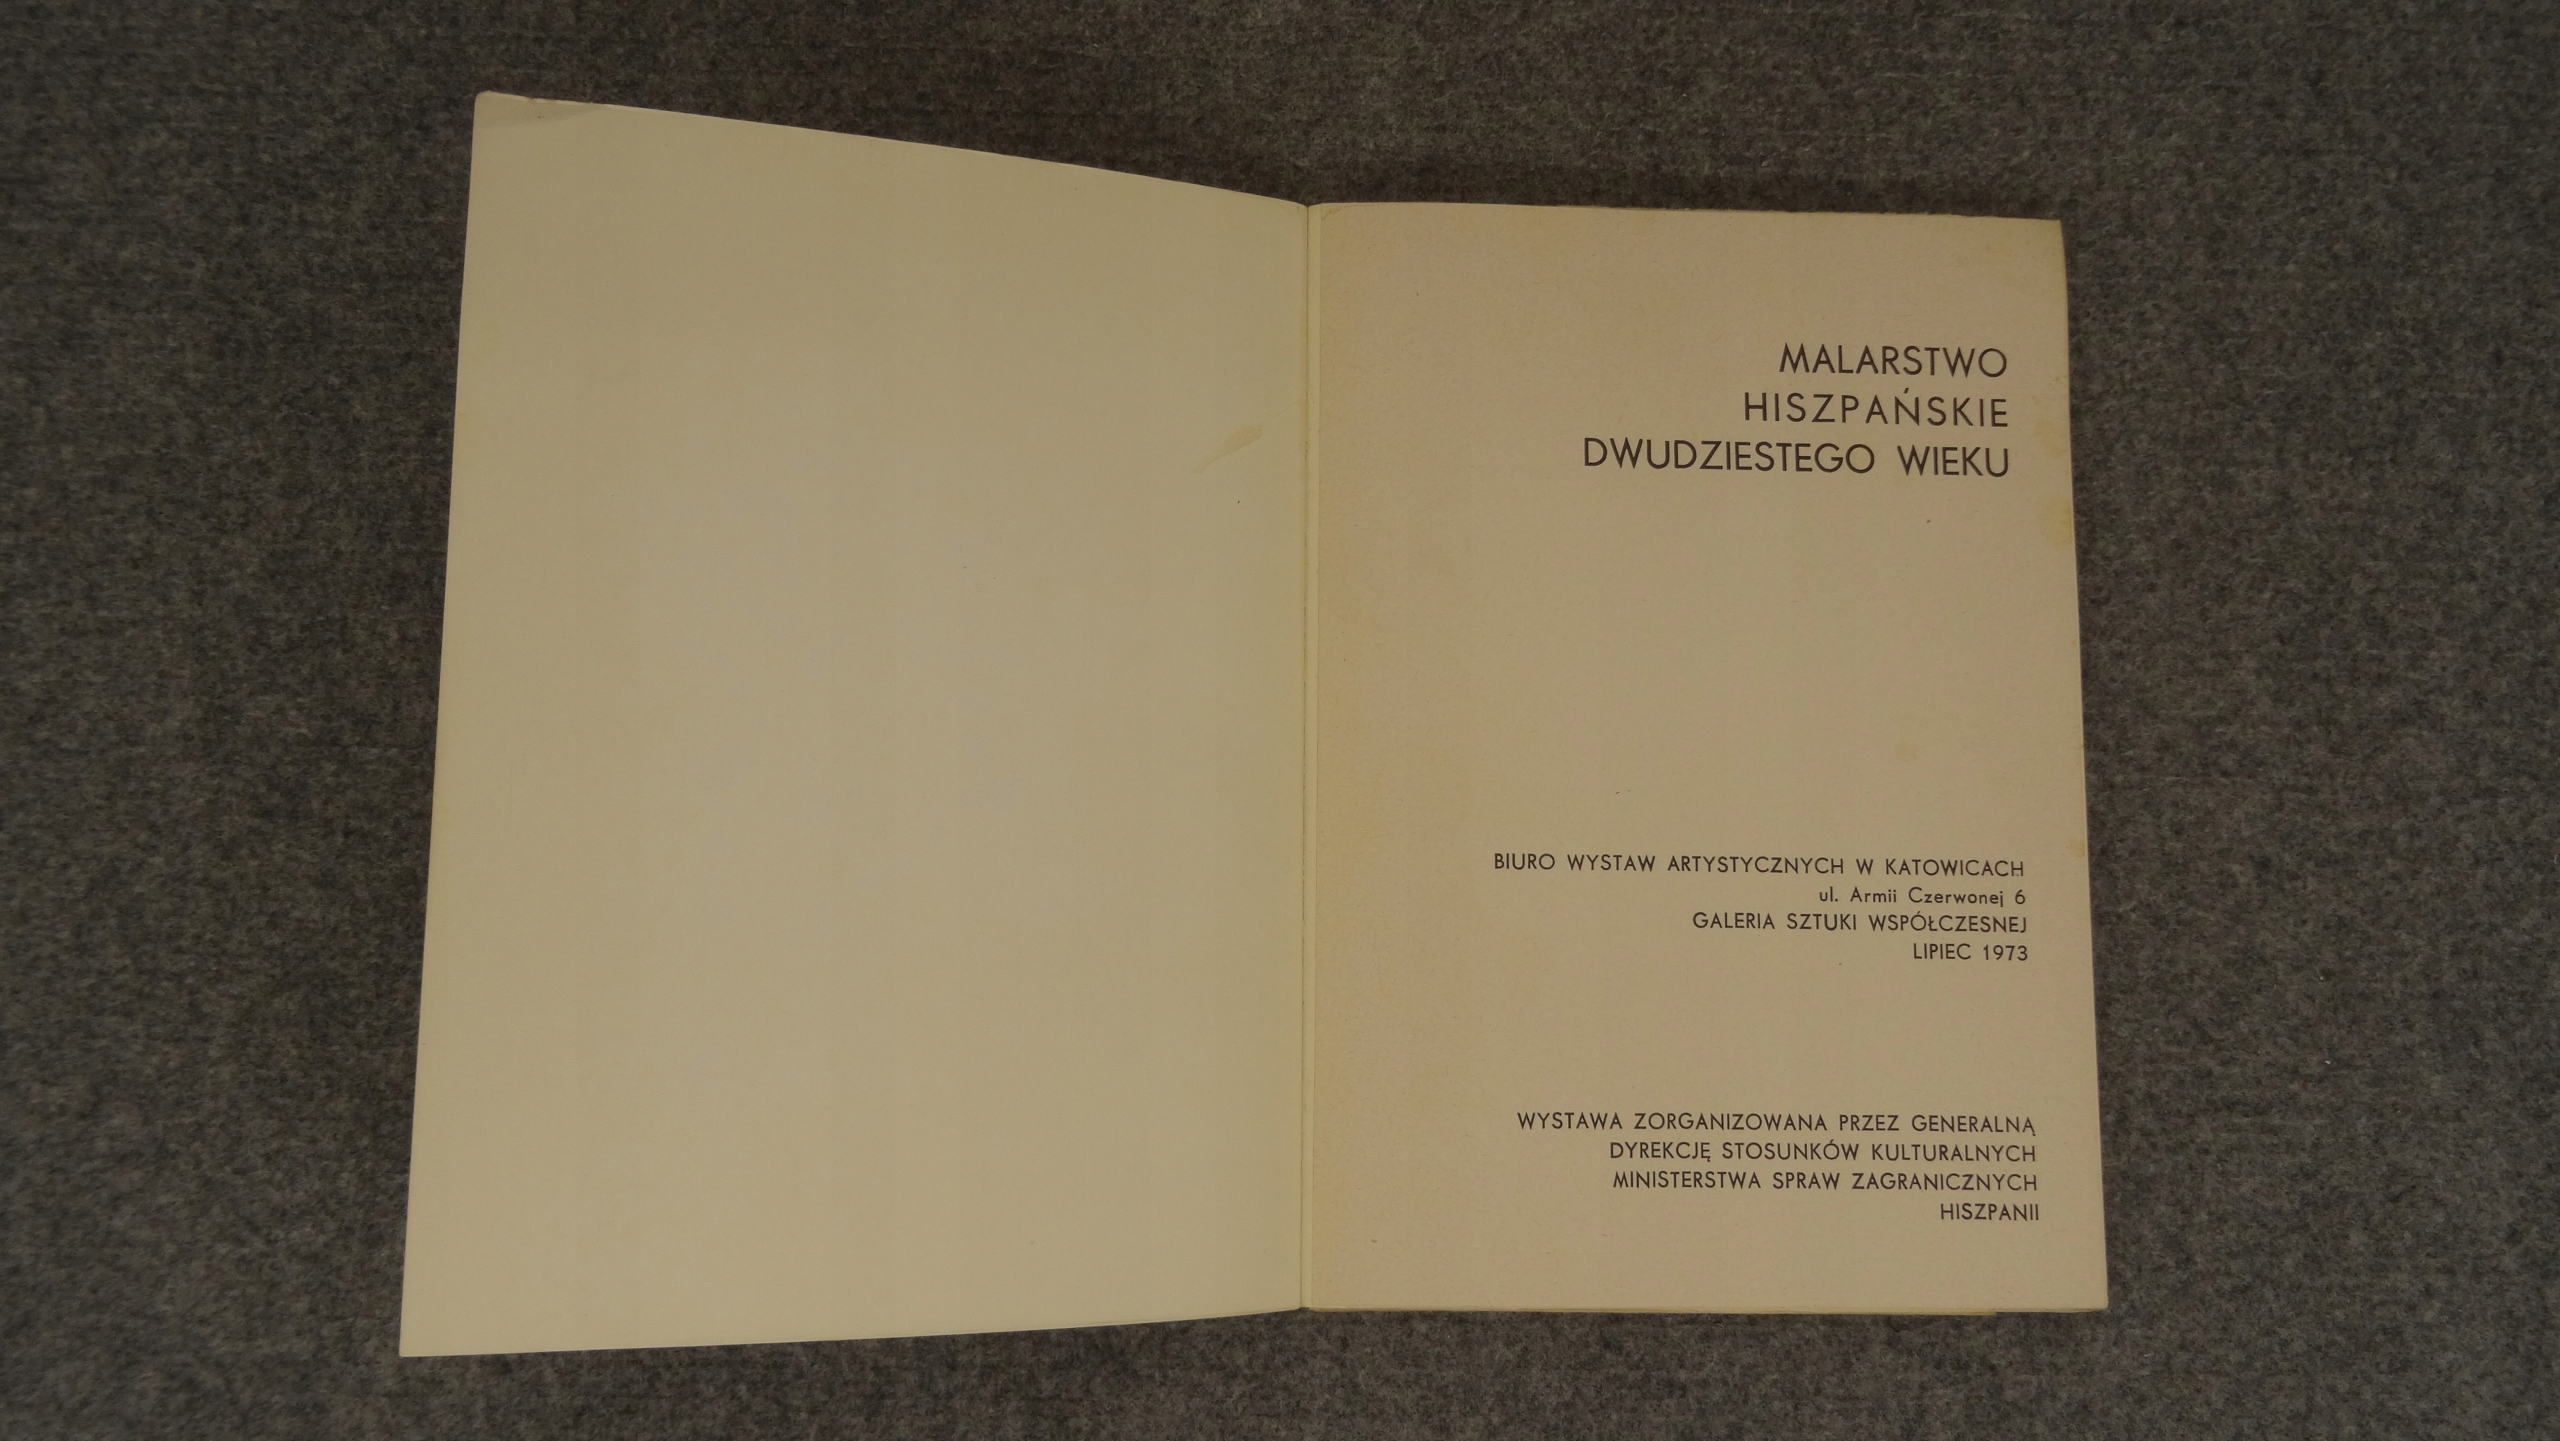 MALARSTWO
HISZPAŃSKIE
DWUDZIESTEGO WIEKU
BIURO WYSTAW ARTYSTYCZNYCH W KATOWICACH
ul. Armii Czerwonej 6
GALERIA SZTUKI WSPÓŁCZESNEJ
LIPIEC 1973
WYSTAWA ZORGANIZOWANA PRZEZ GENERALNĄ
DYREKCJĘ STOSUNKÓW KULTURALNYCH
MINISTERSTWA SPRAW ZAGRANICZNYCH
HISZPANII